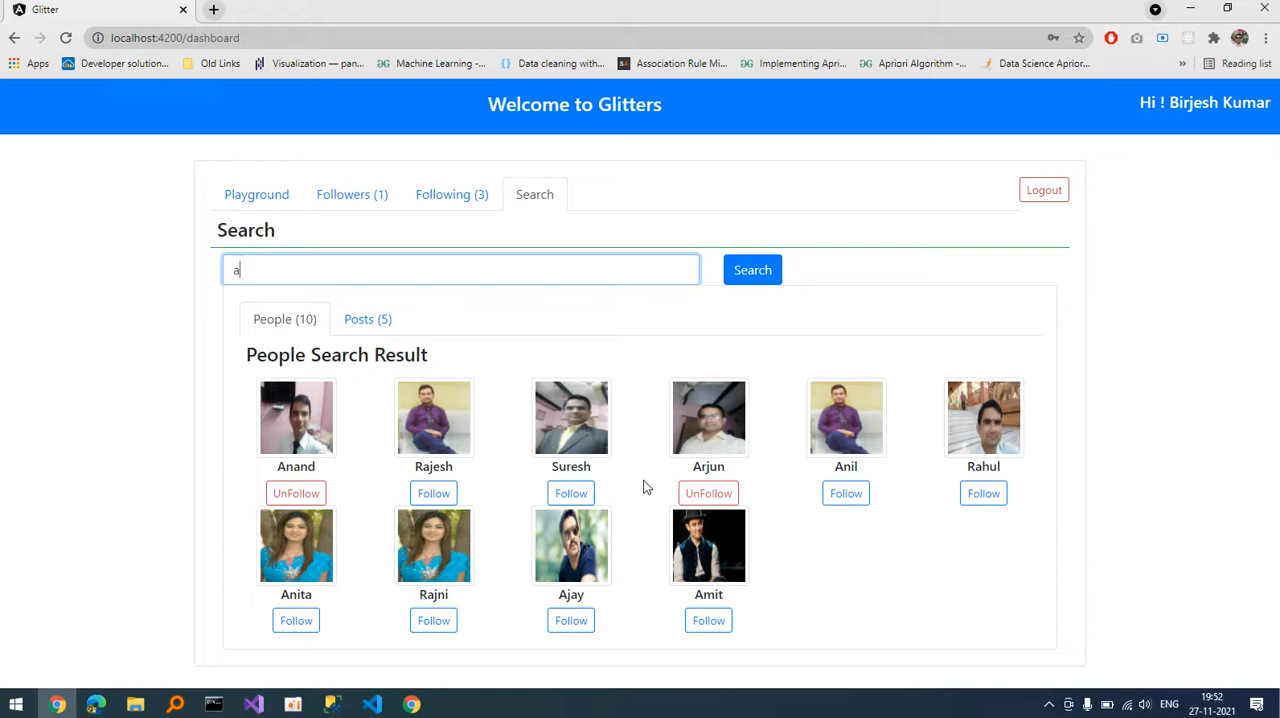 Glitter
localhost:4200/dashboard
Apps
Developer solution...
Old Links
Visualization — pan...
Machine Learning -...
Data cleaning with...
Association Rule Mi...
Implementing Apri...
Apriori Algorithm -...
Data Science Aprior...
»
Reading list
Welcome to Glitters
Hi ! Birjesh Kumar
Playground
Followers (1)
Following (3)
Search
Logout
Search
a
Search
People (10)
Posts (5)
People Search Result
Anand
Rajesh
Suresh
Arjun
Anil
Rahul
UnFollow
Follow
Follow
UnFollow
Follow
Follow
Anita
Rajni
Ajay
Amit
Follow
Follow
Follow
Follow
ENG
19:52
27-11-2021